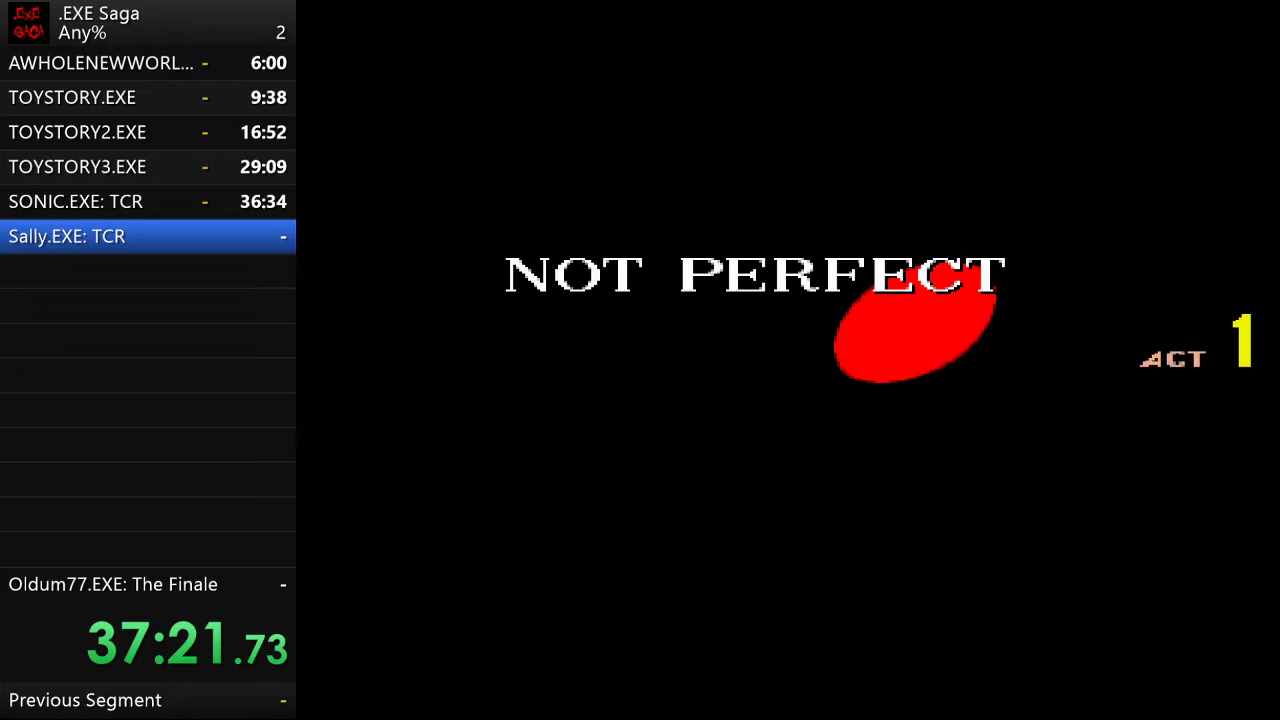 .EXE
SAGA
.EXE Saga
Any%
2
AWHOLENEWWORL... - 6:00
TOYSTORY.EXE - 9:38
TOYSTORY2.EXE - 16:52
TOYSTORY3.EXE - 29:09
SONIC.EXE: TCR - 36:34
Sally.EXE: TCR -
NOT PERFECT
ACT 1
Oldum77.EXE: The Finale -
37:21.73
Previous Segment -